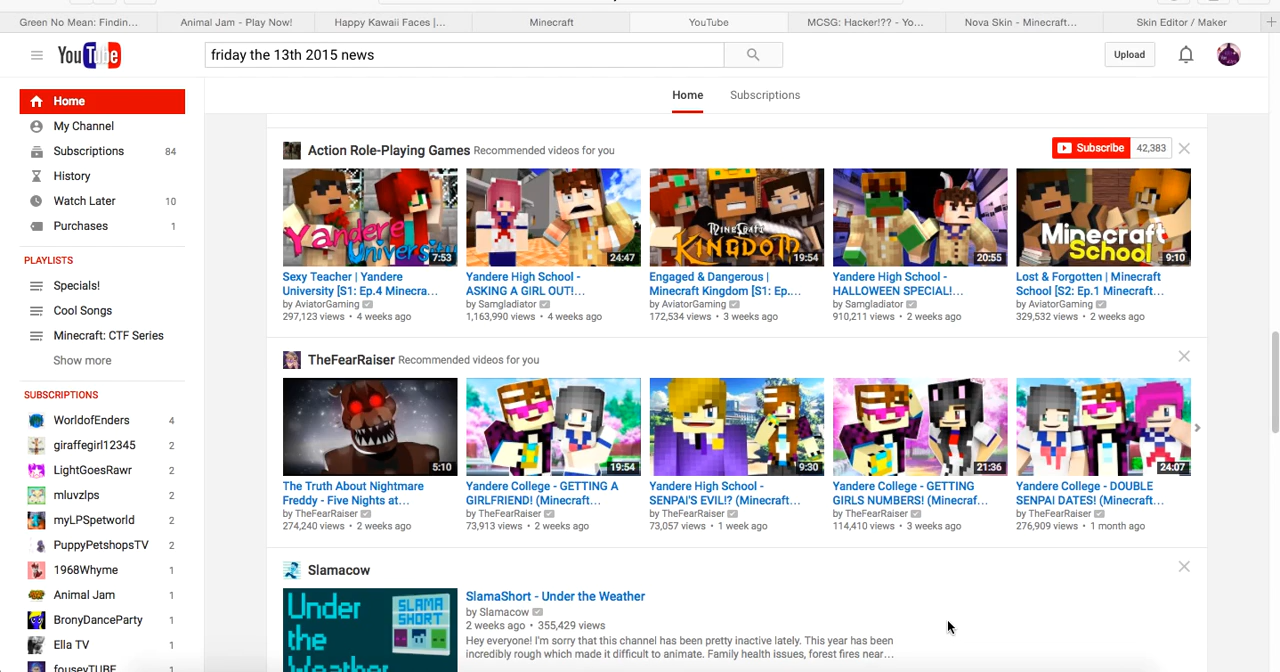 Green No Mean: Findin...
Animal Jam - Play Now!
Happy Kawaii Faces |...
Minecraft
YouTube
MCSG: Hacker!?? - Yo...
Nova Skin - Minecraft...
Skin Editor / Maker
YouTube
friday the 13th 2015 news
Upload
Home
Subscriptions
Home
My Channel
Subscriptions 84
History
Watch Later 10
Purchases 1
PLAYLISTS
Specials!
Cool Songs
Minecraft: CTF Series
Show more
SUBSCRIPTIONS
WorldofEnders 4
giraffegirl12345 2
LightGoesRawr 2
mluvzlps 2
myLPSpetworld 2
PuppyPetshopsTV 2
1968Whyme 1
Animal Jam 1
BronyDanceParty 1
Ella TV 1
fouseyTUBE 1
Action Role-Playing Games Recommended videos for you
Subscribe 42,383
Yandere
University
7:53
Sexy Teacher | Yandere
University [S1: Ep.4 Minecra...
by AviatorGaming
297,123 views • 4 weeks ago
24:47
Yandere High School -
ASKING A GIRL OUT!...
by Samgladiator
1,163,990 views • 4 weeks ago
MINECRAFT
KINGDOM
19:54
Engaged & Dangerous |
Minecraft Kingdom [S1: Ep....
by AviatorGaming
172,534 views • 3 weeks ago
20:55
Yandere High School -
HALLOWEEN SPECIAL!...
by Samgladiator
910,211 views • 2 weeks ago
Minecraft
School
9:10
Lost & Forgotten | Minecraft
School [S2: Ep.1 Minecraft...
by AviatorGaming
329,532 views • 2 weeks ago
TheFearRaiser Recommended videos for you
5:10
The Truth About Nightmare
Freddy - Five Nights at...
by TheFearRaiser
274,240 views • 2 weeks ago
19:54
Yandere College - GETTING A
GIRLFRIEND! (Minecraft...
by TheFearRaiser
73,913 views • 2 weeks ago
9:30
Yandere High School -
SENPAI'S EVIL!? (Minecraft...
by TheFearRaiser
73,057 views • 1 week ago
21:36
Yandere College - GETTING
GIRLS NUMBERS! (Minecraf...
by TheFearRaiser
114,410 views • 3 weeks ago
24:07
Yandere College - DOUBLE
SENPAI DATES! (Minecraft...
by TheFearRaiser
276,909 views • 1 month ago
Slamacow
Under
the
Weather
SLAMA
SHORT
SlamaShort - Under the Weather
by Slamacow
2 weeks ago • 355,429 views
Hey everyone! I'm sorry that this channel has been pretty inactive lately. This year has been
incredibly rough which made it difficult to animate. Family health issues, forest fires near...